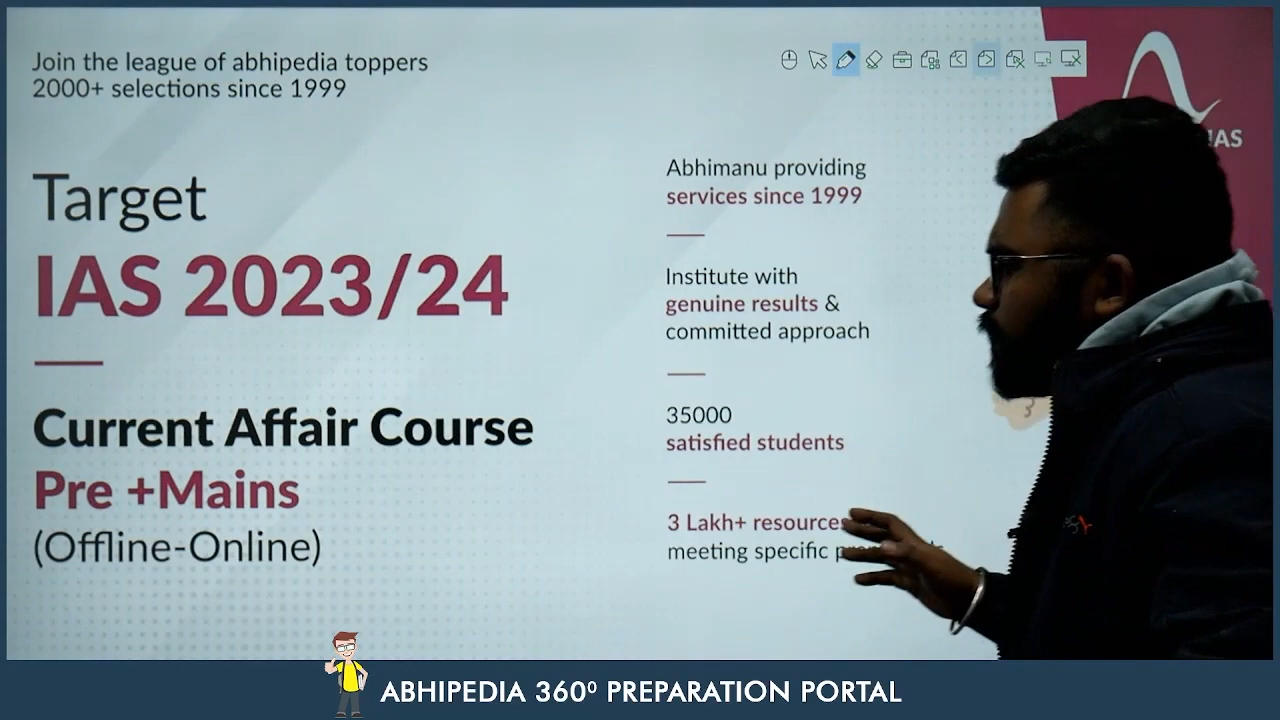 Join the league of abhipedia toppers
2000+ selections since 1999
Target
IAS 2023/24
Current Affair Course
Pre +Mains
(Offline-Online)
Abhimanu providing
services since 1999
Institute with
genuine results &
committed approach
35000
satisfied students
3 Lakh+ resources
meeting specific
IAS
ABHIPEDIA 360⁰ PREPARATION PORTAL